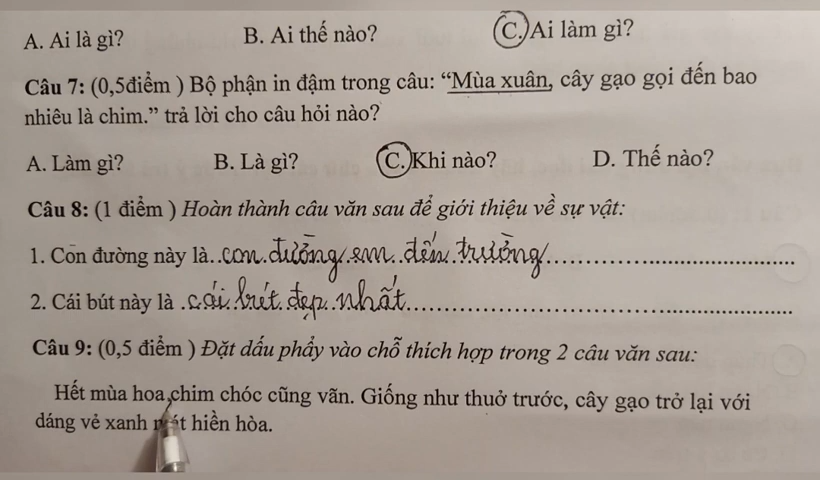 A. Ai là gì? B. Ai thế nào? C. Ai làm gì?
Câu 7: (0,5điểm ) Bộ phận in đậm trong câu: “Mùa xuân, cây gạo gọi đến bao
nhiêu là chim.” trả lời cho câu hỏi nào?
A. Làm gì? B. Là gì? C. Khi nào? D. Thế nào?
Câu 8: (1 điểm ) Hoàn thành câu văn sau để giới thiệu về sự vật:
1. Con đường này là..con đường em đến trường..........
2. Cái bút này là .cái bút đẹp nhất..........
Câu 9: (0,5 điểm ) Đặt dấu phẩy vào chỗ thích hợp trong 2 câu văn sau:
Hết mùa hoa,chim chóc cũng vãn. Giống như thuở trước, cây gạo trở lại với
dáng vẻ xanh mát hiền hòa.